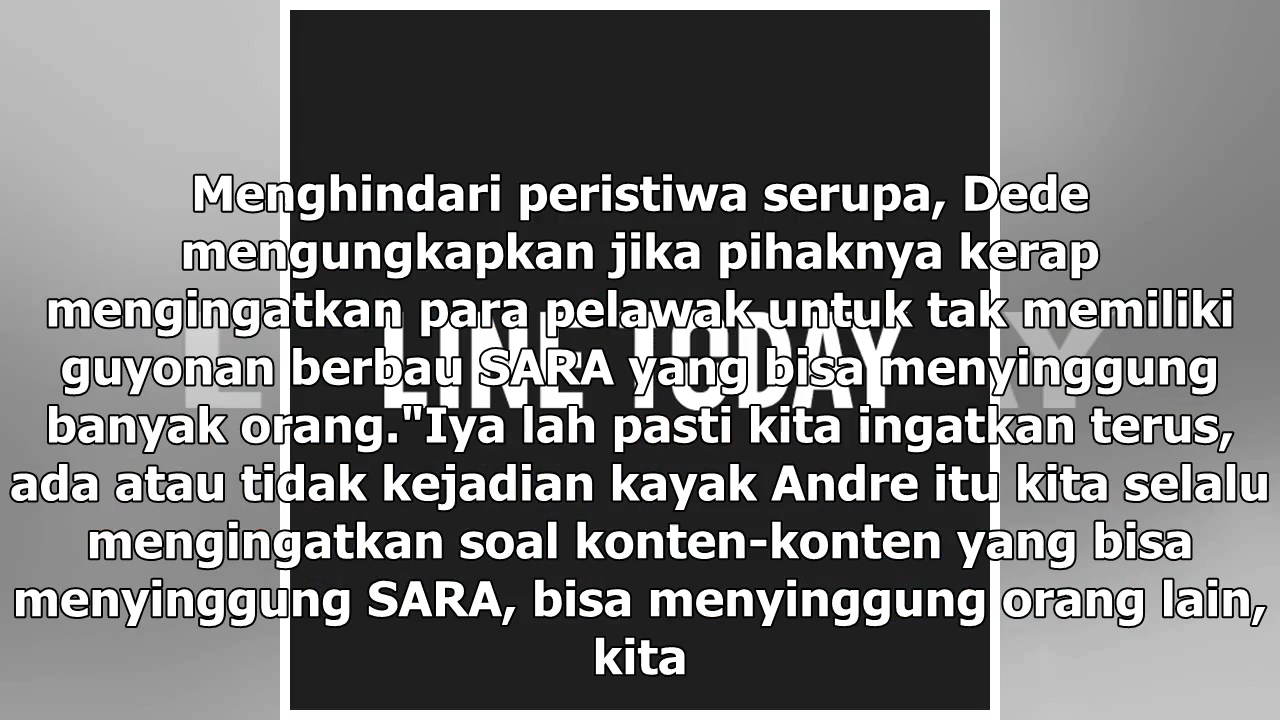 Menghindari peristiwa serupa, Dede
mengungkapkan jika pihaknya kerap
mengingatkan para pelawak untuk tak memiliki
guyonan berbau SARA yang bisa menyinggung
banyak orang."Iya lah pasti kita ingatkan terus,
ada atau tidak kejadian kayak Andre itu kita selalu
mengingatkan soal konten-konten yang bisa
menyinggung SARA, bisa menyinggung orang lain,
kita
LINE TODAY